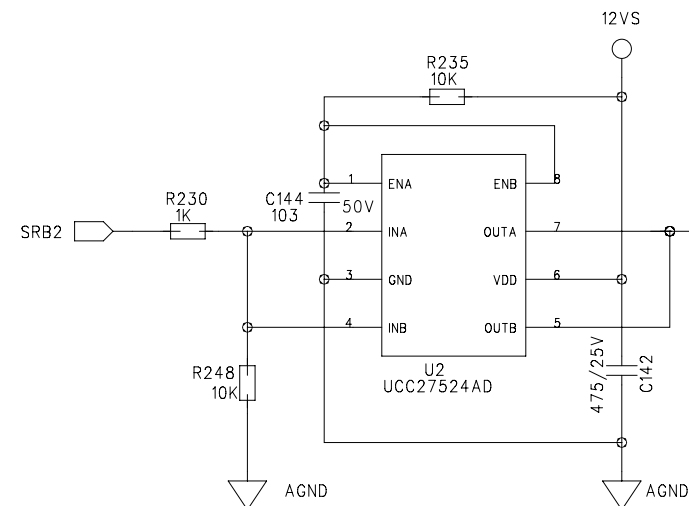 12VS
R235
10K
1
ENA
ENB
8
R230
1K
C144
103
50V
SRB2
2
INA
OUTA
7
3
GND
VDD
6
4
INB
OUTB
5
R248
10K
U2
UCC27524AD
475/25V
C142
AGND
AGND